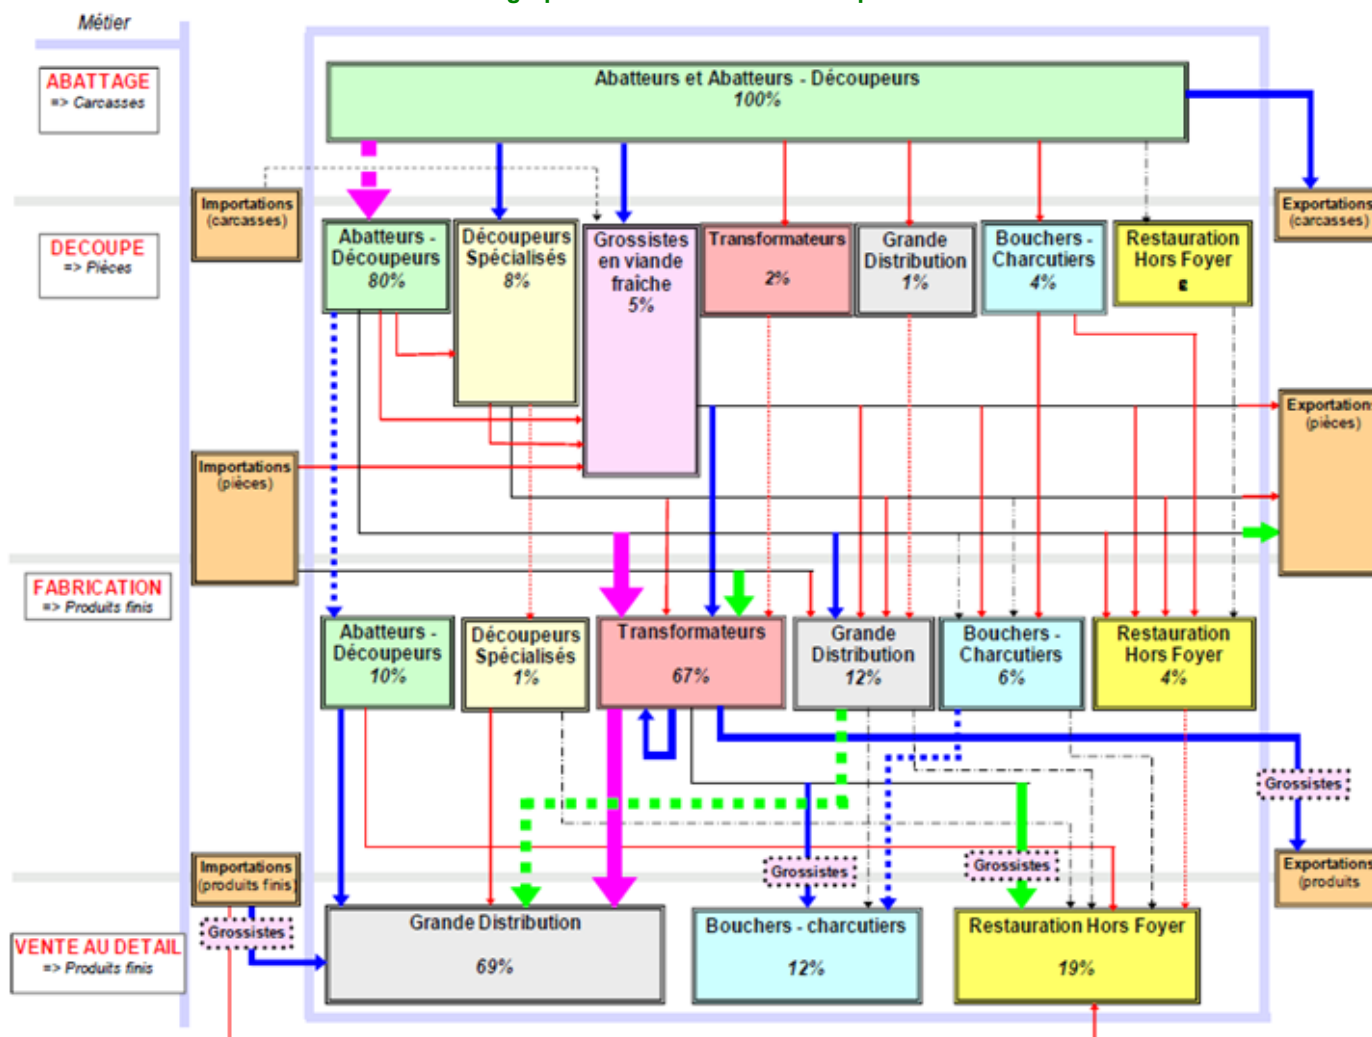 Métier
ABATTAGE
=> Carcasses
Abatteurs et Abatteurs - Découpeurs
100%
Importations
(carcasses)
Exportations
(carcasses)
DECOUPE
=> Pièces
Abatteurs -
Découpeurs
80%
Découpeurs
Spécialisés
8%
Grossistes
en viande
fraîche
5%
Transformateurs
2%
Grande
Distribution
1%
Bouchers -
Charcutiers
4%
Restauration
Hors Foyer
ε
Importations
(pièces)
Exportations
(pièces)
FABRICATION
=> Produits finis
Abatteurs -
Découpeurs
10%
Découpeurs
Spécialisés
1%
Transformateurs
67%
Grande
Distribution
12%
Bouchers -
Charcutiers
6%
Restauration
Hors Foyer
4%
Grossistes
Grossistes
Grossistes
Importations
(produits finis)
Exportations
(produits
Grossistes
VENTE AU DETAIL
=> Produits finis
Grande Distribution
69%
Bouchers - charcutiers
12%
Restauration Hors Foyer
19%